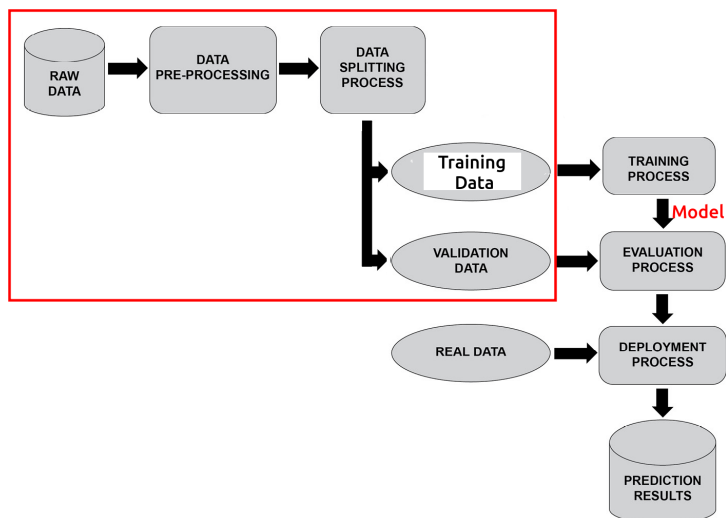 RAW
DATA
DATA
PRE-PROCESSING
DATA
SPLITTING
PROCESS
Training
Data
TRAINING
PROCESS
Model
VALIDATION
DATA
EVALUATION
PROCESS
REAL DATA
DEPLOYMENT
PROCESS
PREDICTION
RESULTS